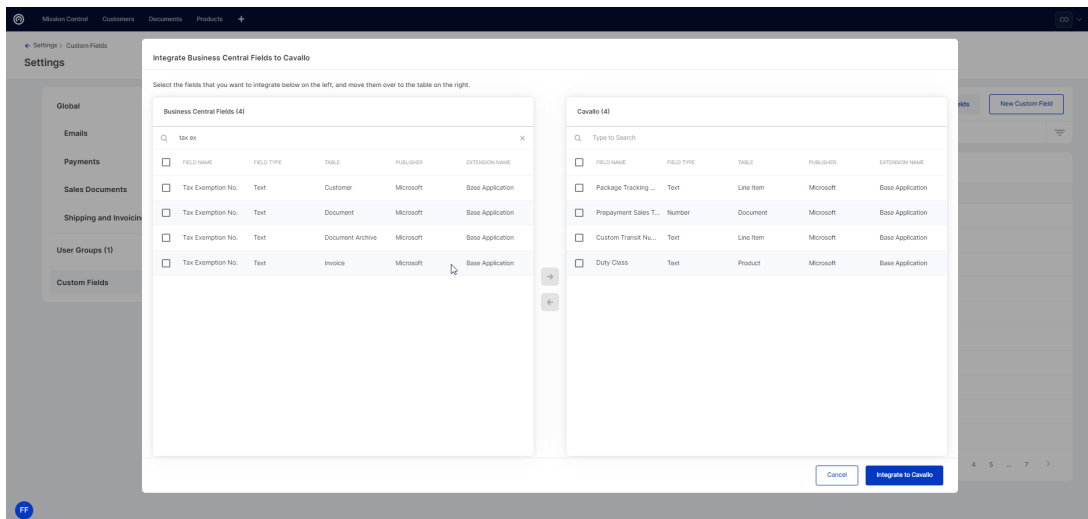 Mission Control Customers Documents Products + CO
← Settings > Custom Fields
Settings
Global
Emails
Payments
Sales Documents
Shipping and Invoicin
User Groups (1)
Custom Fields
New Custom Field
Integrate Business Central Fields to Cavallo
Select the fields that you want to integrate below on the left, and move them over to the table on the right.
Business Central Fields (4)
tax ex
FIELD NAME FIELD TYPE TABLE PUBLISHER EXTENSION NAME
Tax Exemption No. Text Customer Microsoft Base Application
Tax Exemption No. Text Document Microsoft Base Application
Tax Exemption No. Text Document Archive Microsoft Base Application
Tax Exemption No. Text Invoice Microsoft Base Application
Cavallo (4)
Type to Search
FIELD NAME FIELD TYPE TABLE PUBLISHER EXTENSION NAME
Package Tracking ... Text Line Item Microsoft Base Application
Prepayment Sales T... Number Document Microsoft Base Application
Custom Transit Nu... Text Line Item Microsoft Base Application
Duty Class Text Product Microsoft Base Application
4 5 ... 7 >
Cancel Integrate to Cavallo
FF